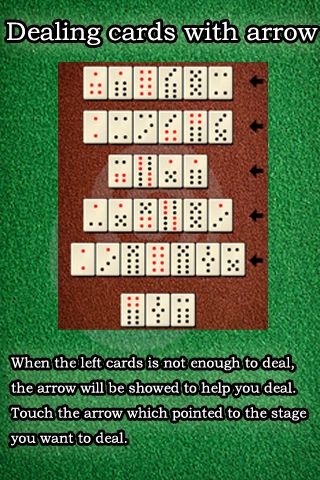 Dealing cards with arrow
When the left cards is not enough to deal,
the arrow will be showed to help you deal.
Touch the arrow which pointed to the stage
you want to deal.